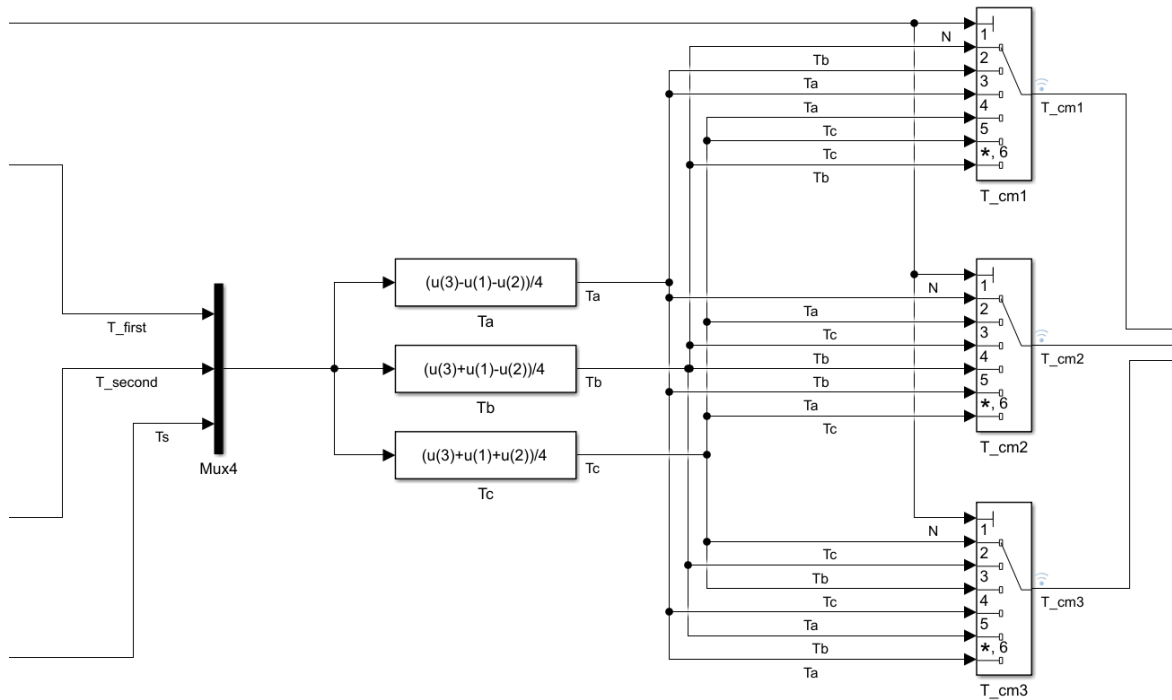 N
1
Tb
2
Ta
3
Ta
4
Tc
5
Tc
*, 6
Tb
T_cm1
T_cm1
(u(3)-u(1)-u(2))/4
Ta
Ta
T_first
(u(3)+u(1)-u(2))/4
Tb
Tb
T_second
(u(3)+u(1)+u(2))/4
Tc
Tc
Ts
Mux4
N
1
Ta
2
Tc
3
Tb
4
Tb
5
Ta
*, 6
Tc
T_cm2
T_cm2
N
1
Tc
2
Tb
3
Tc
4
Ta
5
Tb
*, 6
Ta
T_cm3
T_cm3